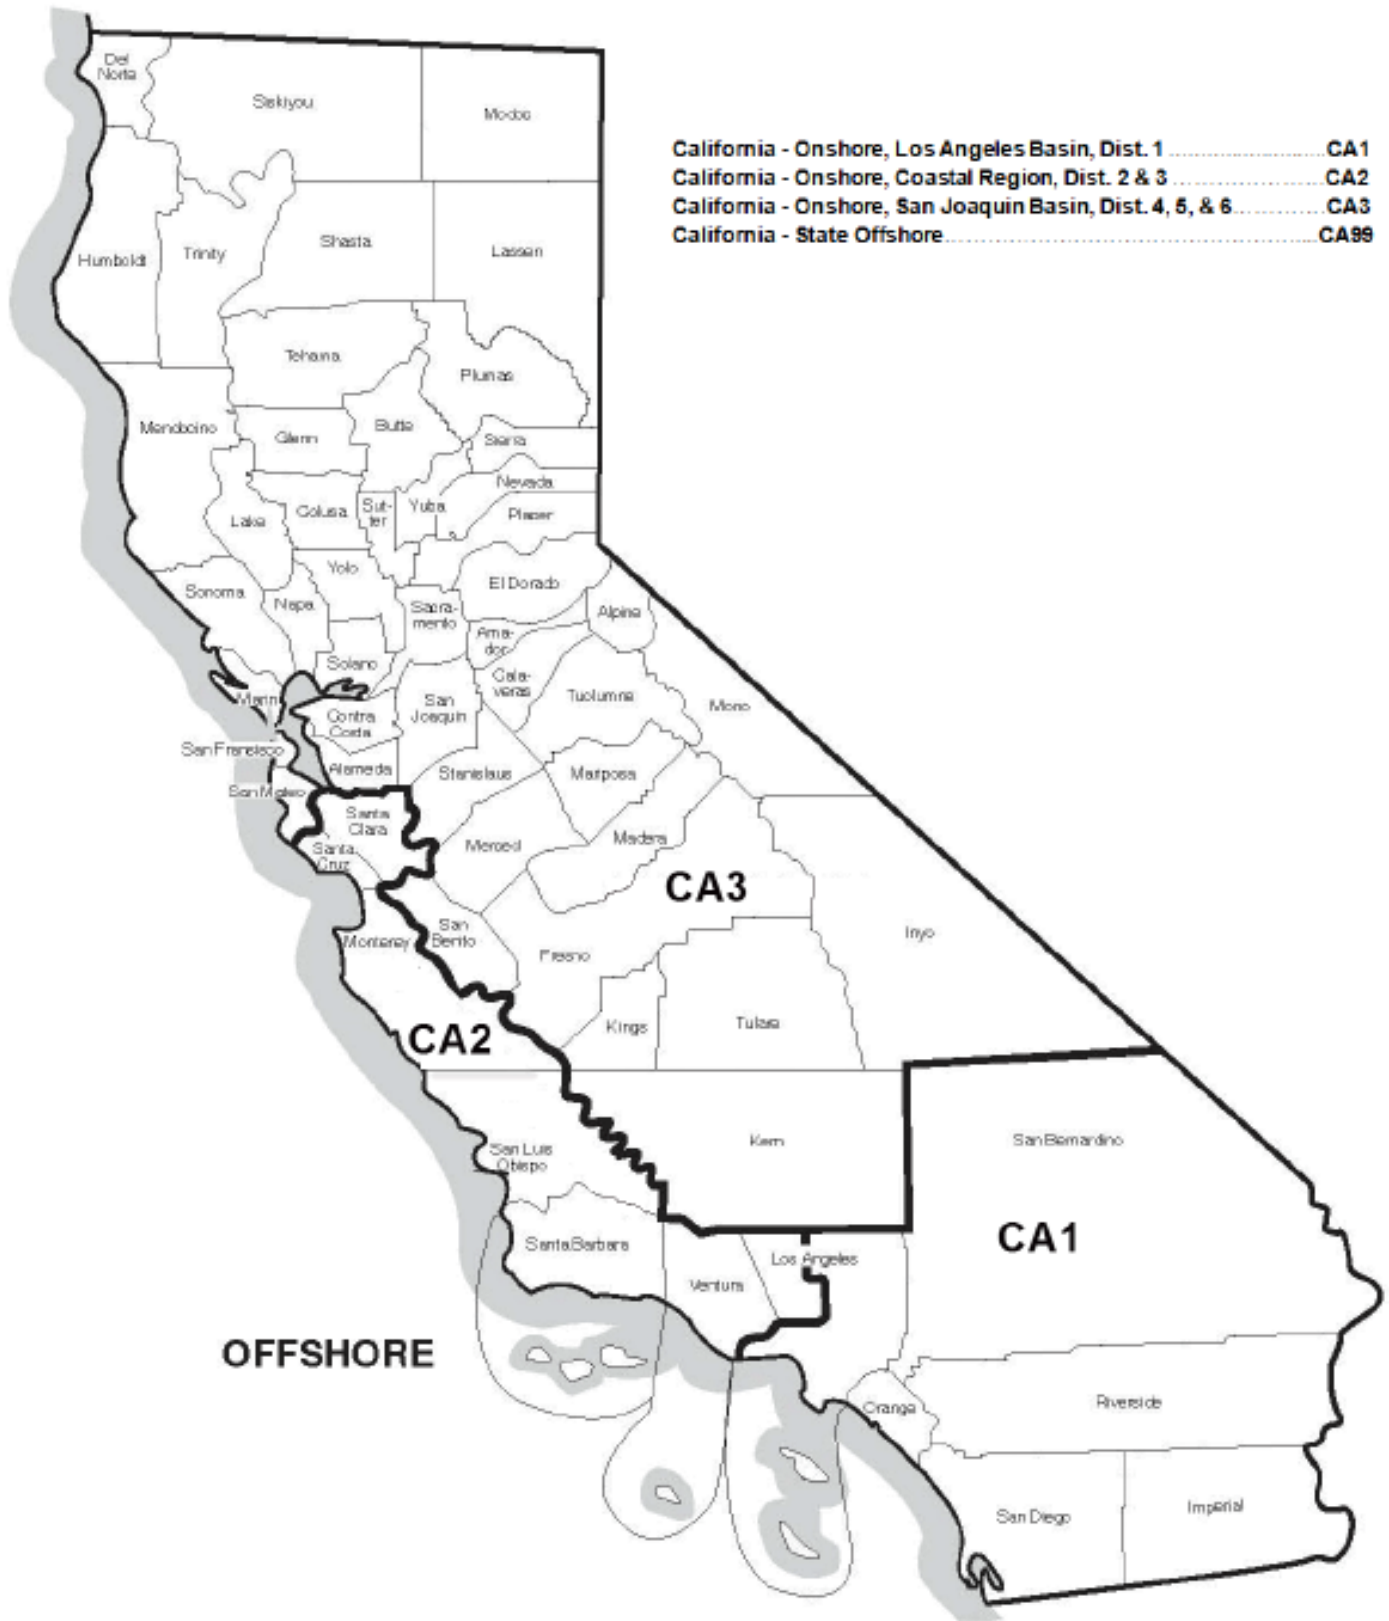 Del
Norte
Siskiyou
Modoc
California - Onshore, Los Angeles Basin, Dist. 1 ............................ CA1
California - Onshore, Coastal Region, Dist. 2 & 3 ............................ CA2
California - Onshore, San Joaquin Basin, Dist. 4, 5, & 6 ................ CA3
California - State Offshore ............................................................ CA99
Humboldt
Trinity
Shasta
Lassen
Tehama
Plumas
Mendocino
Glenn
Butte
Sierra
Nevada
Lake
Colusa
Sut-
ter
Yuba
Placer
Sonoma
Napa
Yolo
El Dorado
Sacra-
mento
Alpine
Ama-
dor
Solano
Cala-
veras
Tuolumne
Mono
Marin
Contra
Costa
San
Joaquin
San Francisco
Alameda
Stanislaus
Mariposa
San Mateo
Santa
Clara
Santa
Cruz
Merced
Madera
CA3
Monterey
San
Benito
Fresno
Inyo
CA2
Kings
Tulare
San Luis
Obispo
Kern
San Bernardino
CA1
Santa Barbara
Ventura
Los Angeles
OFFSHORE
Orange
Riverside
San Diego
Imperial